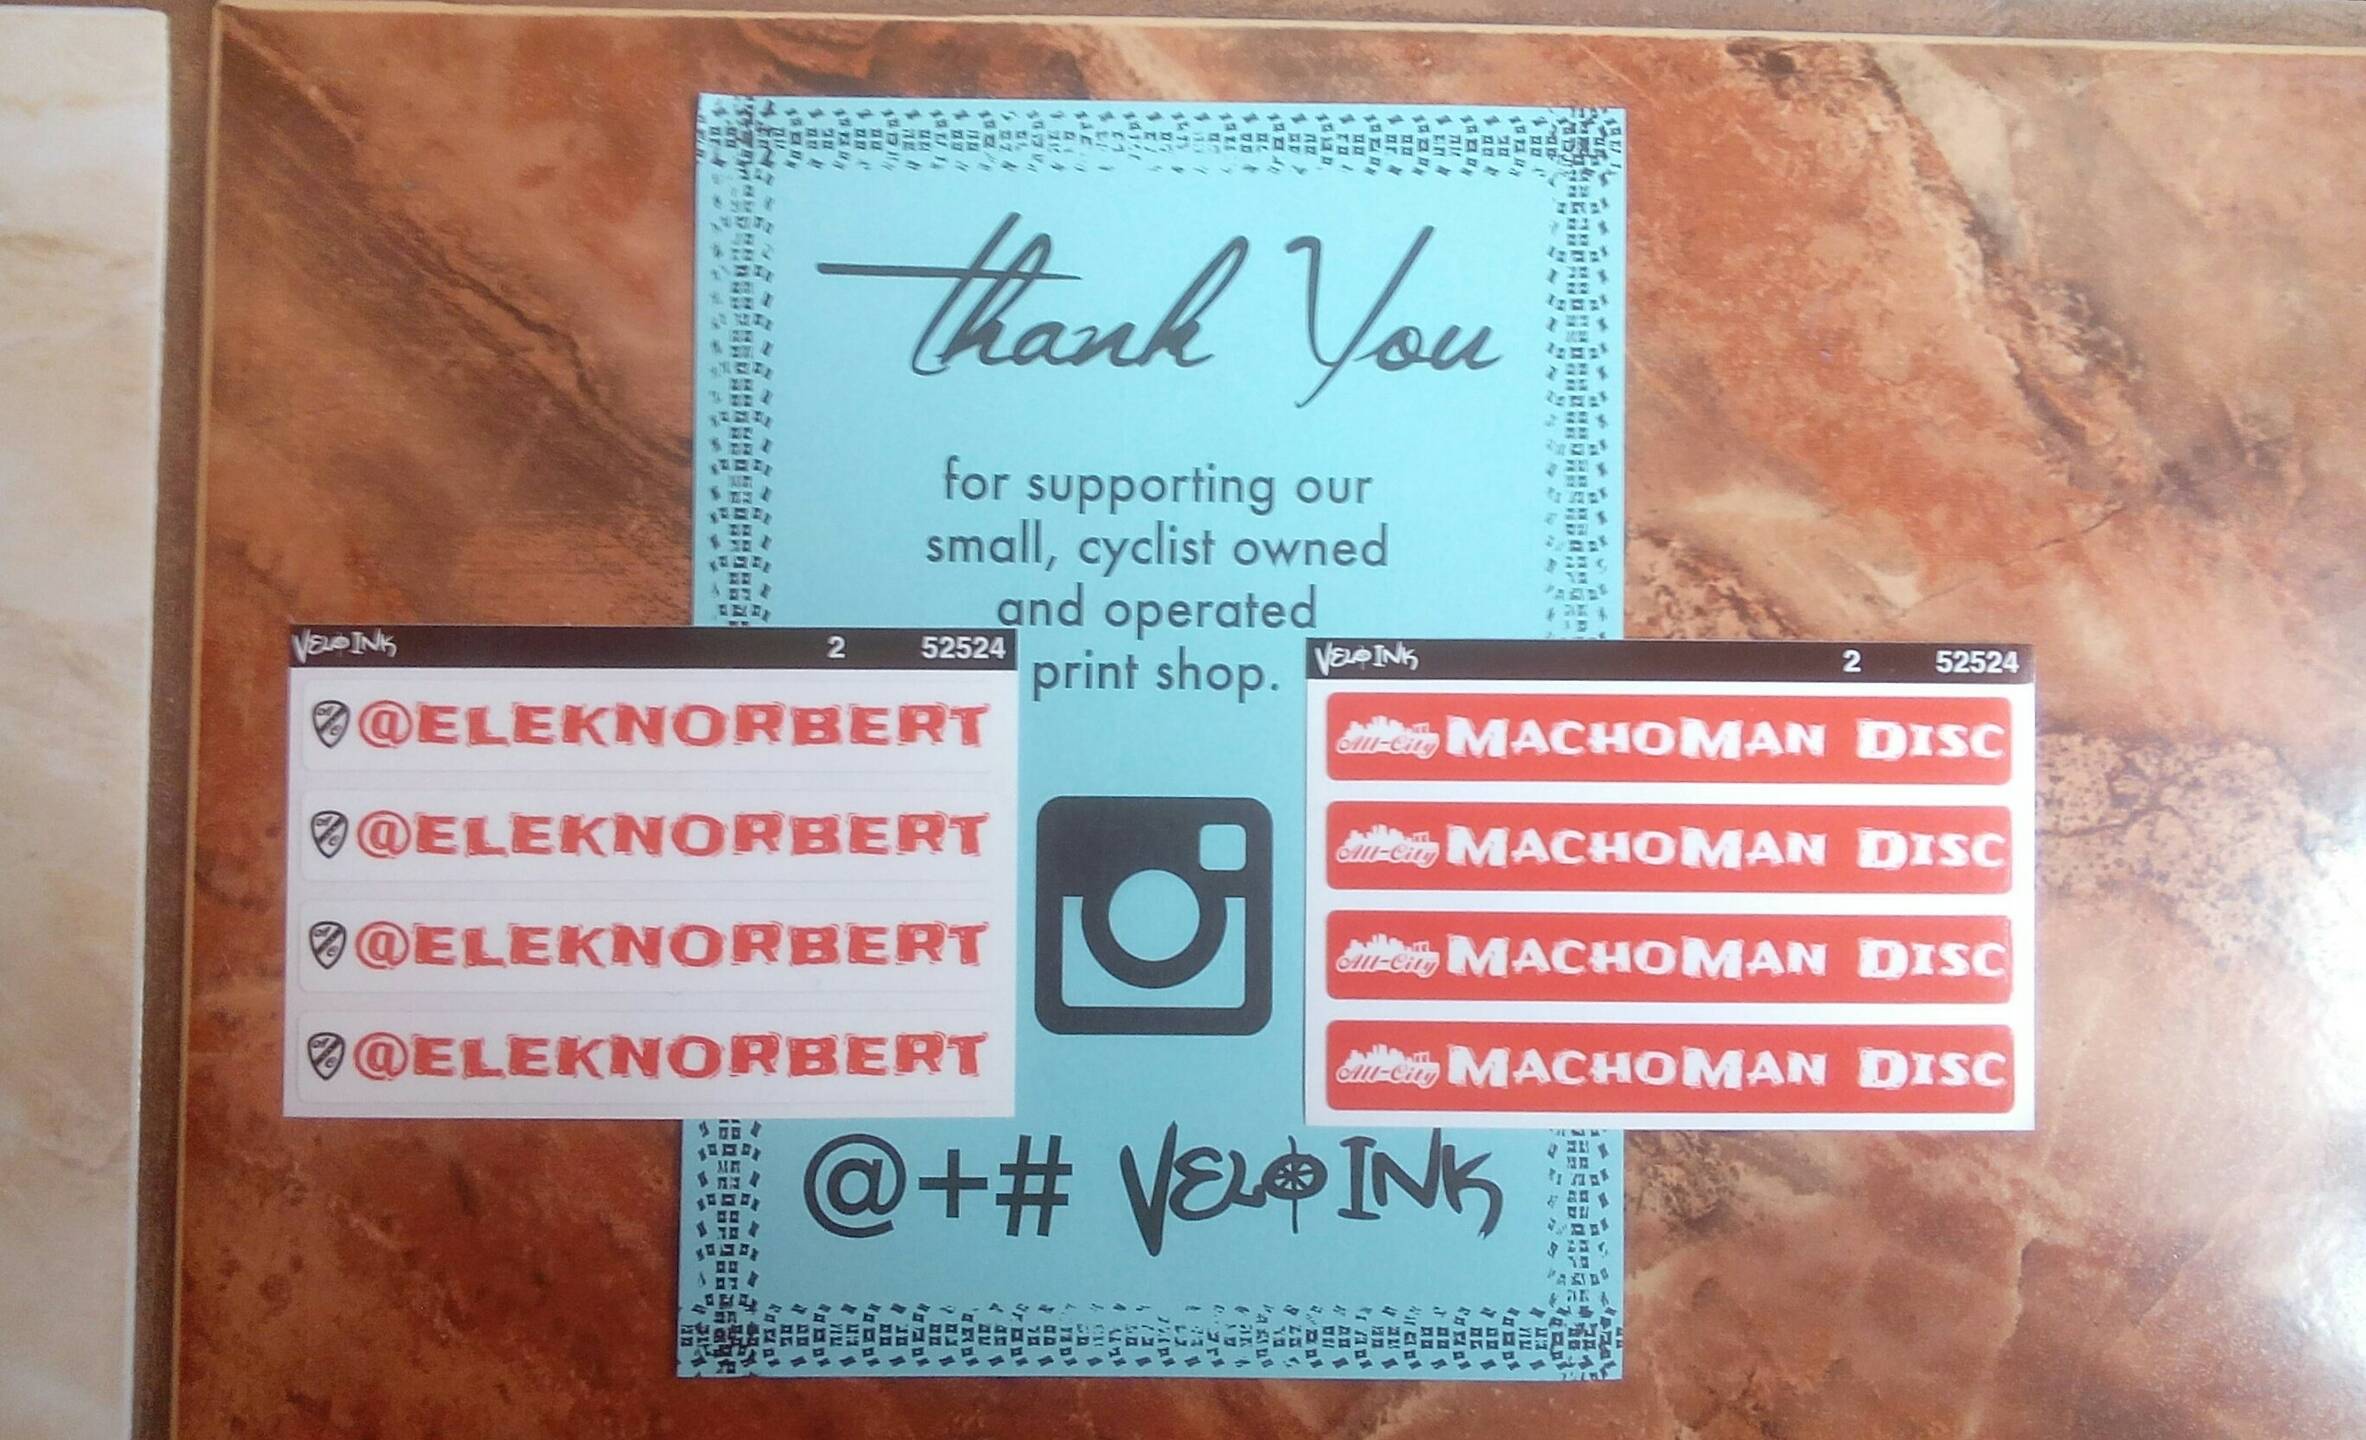 Thank You
for supporting our
small, cyclist owned
and operated
print shop.
VELO INK 2 52524
@ELEKNORBERT
@ELEKNORBERT
@ELEKNORBERT
@ELEKNORBERT
VELO INK 2 52524
All-City MACHOMAN DISC
All-City MACHOMAN DISC
All-City MACHOMAN DISC
All-City MACHOMAN DISC
@+# VELO INK